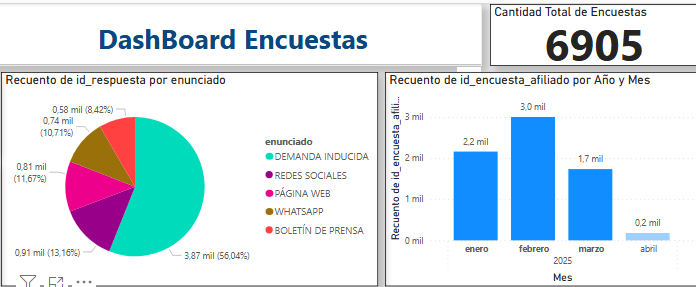 DashBoard Encuestas
Cantidad Total de Encuestas
6905
Recuento de id_respuesta por enunciado
0,58 mil (8,42%)
0,74 mil
(10,71%)
0,81 mil
(11,67%)
0,91 mil (13,16%)
3,87 mil (56,04%)
enunciado
DEMANDA INDUCIDA
REDES SOCIALES
PÁGINA WEB
WHATSAPP
BOLETÍN DE PRENSA
Recuento de id_encuesta_afiliado por Año y Mes
Recuento de id_encuesta_afili...
3 mil
2 mil
1 mil
0 mil
2,2 mil
3,0 mil
1,7 mil
0,2 mil
enero
febrero
marzo
abril
2025
Mes